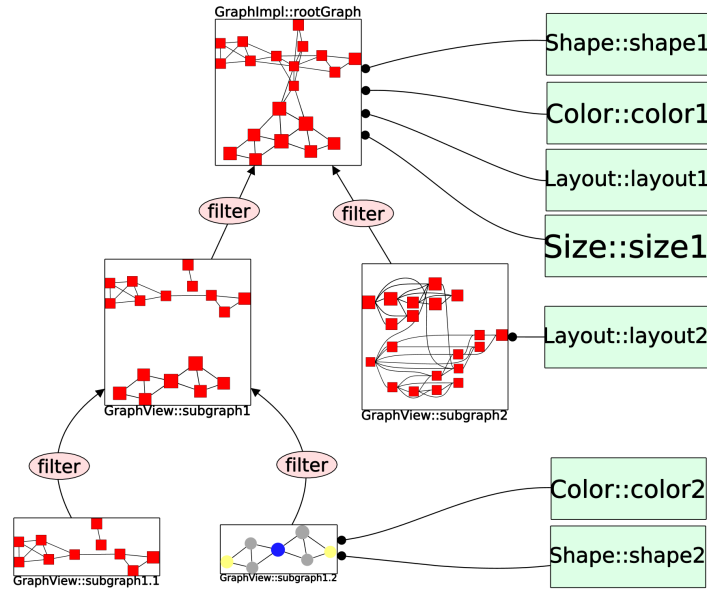 GraphImpl::rootGraph
Shape::shape1
Color::color1
Layout::layout1
Size::size1
filter
filter
Layout::layout2
GraphView::subgraph1
GraphView::subgraph2
filter
filter
Color::color2
Shape::shape2
GraphView::subgraph1.1
GraphView::subgraph1.2